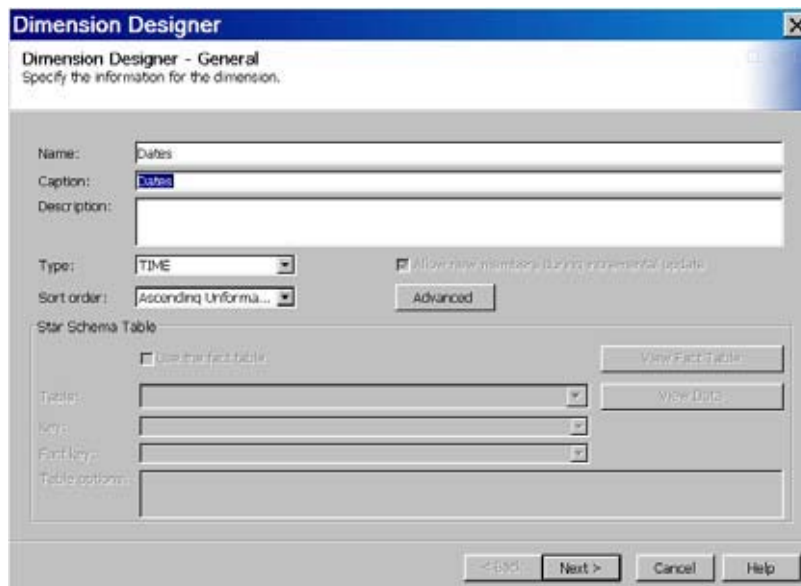 Dimension Designer
Dimension Designer - General
Specify the information for the dimension.
Name: Dates
Caption: Dates
Description:
Type: TIME
Allow new members during incremental update
Sort order: Ascending Unforma...
Advanced
Star Schema Table
Use the fact table
View Fact Table
Table:
View Data
Key:
Fact key:
Table options:
< Back
Next >
Cancel
Help